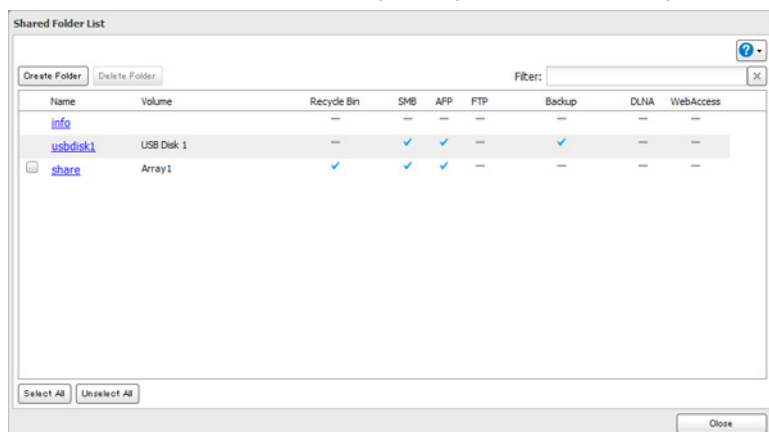 Shared Folder List
Create Folder Delete Folder Filter:
Name Volume Recycle Bin SMB AFP FTP Backup DLNA WebAccess
info
usbdisk1 USB Disk 1
share Array1
Select All Unselect All
Close